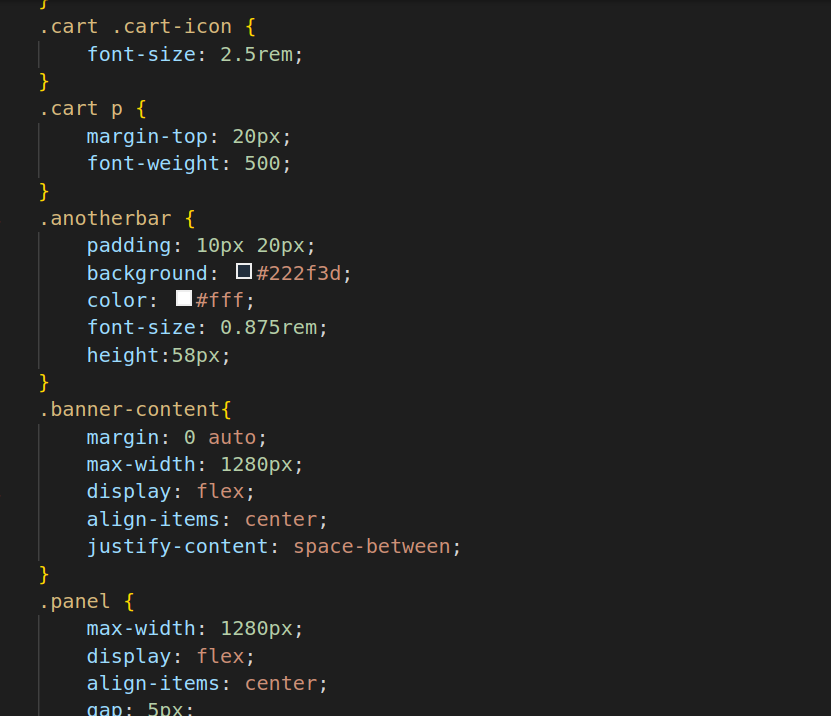 }
.cart .cart-icon {
    font-size: 2.5rem;
}
.cart p {
    margin-top: 20px;
    font-weight: 500;
}
.anotherbar {
    padding: 10px 20px;
    background: #222f3d;
    color: #fff;
    font-size: 0.875rem;
    height:58px;
}
.banner-content{
    margin: 0 auto;
    max-width: 1280px;
    display: flex;
    align-items: center;
    justify-content: space-between;
}
.panel {
    max-width: 1280px;
    display: flex;
    align-items: center;
    gap: 5px;